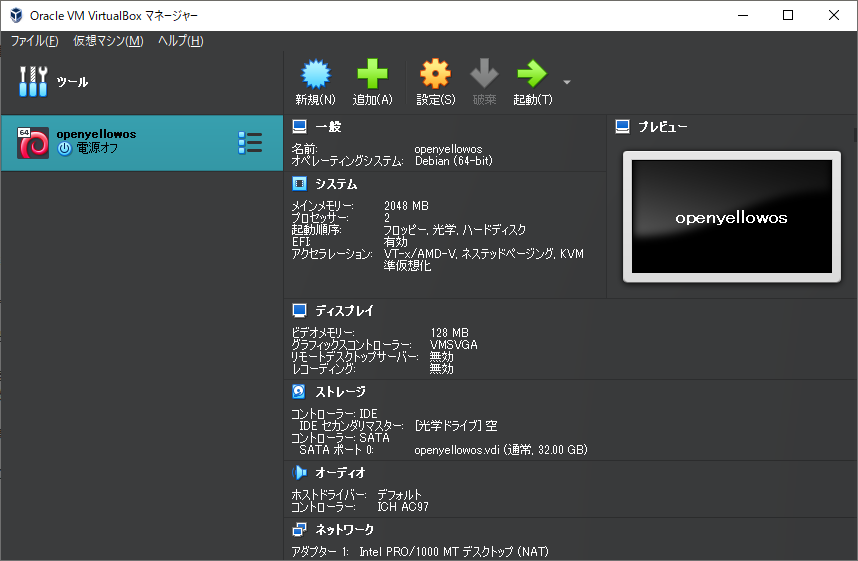 Oracle VM VirtualBox マネージャー
ファイル(F) 仮想マシン(M) ヘルプ(H)
ツール
新規(N) 追加(A) 設定(S) 破棄 起動(T)
64
openyellowos
電源オフ
一般
名前: openyellowos
オペレーティングシステム: Debian (64-bit)
プレビュー
openyellowos
システム
メインメモリー: 2048 MB
プロセッサー: 2
起動順序: フロッピー, 光学, ハードディスク
EFI: 有効
アクセラレーション: VT-x/AMD-V, ネステッドページング, KVM
準仮想化
ディスプレイ
ビデオメモリー: 128 MB
グラフィックスコントローラー: VMSVGA
リモートデスクトップサーバー: 無効
レコーディング: 無効
ストレージ
コントローラー: IDE
IDE セカンダリマスター: [光学ドライブ] 空
コントローラー: SATA
SATA ポート 0: openyellowos.vdi (通常, 32.00 GB)
オーディオ
ホストドライバー: デフォルト
コントローラー: ICH AC97
ネットワーク
アダプター 1: Intel PRO/1000 MT デスクトップ (NAT)